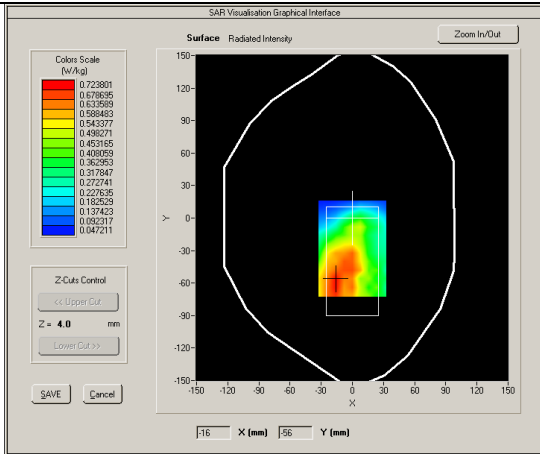 SAR Visualisation Graphical Interface
Surface Radiated Intensity
Zoom In/Out
Colors Scale
(W/kg)
0.723801
0.678695
0.633589
0.588483
0.543377
0.498271
0.453165
0.408059
0.362953
0.317847
0.272741
0.227635
0.182529
0.137423
0.092317
0.047211
Z-Cuts Control
<< Upper Cut
Z = 4.0 mm
Lower Cut >>
SAVE Cancel
150-
120-
90-
60-
30-
0-
-30-
-60-
-90-
-120-
-150-
Y
-150 -120 -90 -60 -30 0 30 60 90 120 150
X
-16 X (mm) -56 Y (mm)